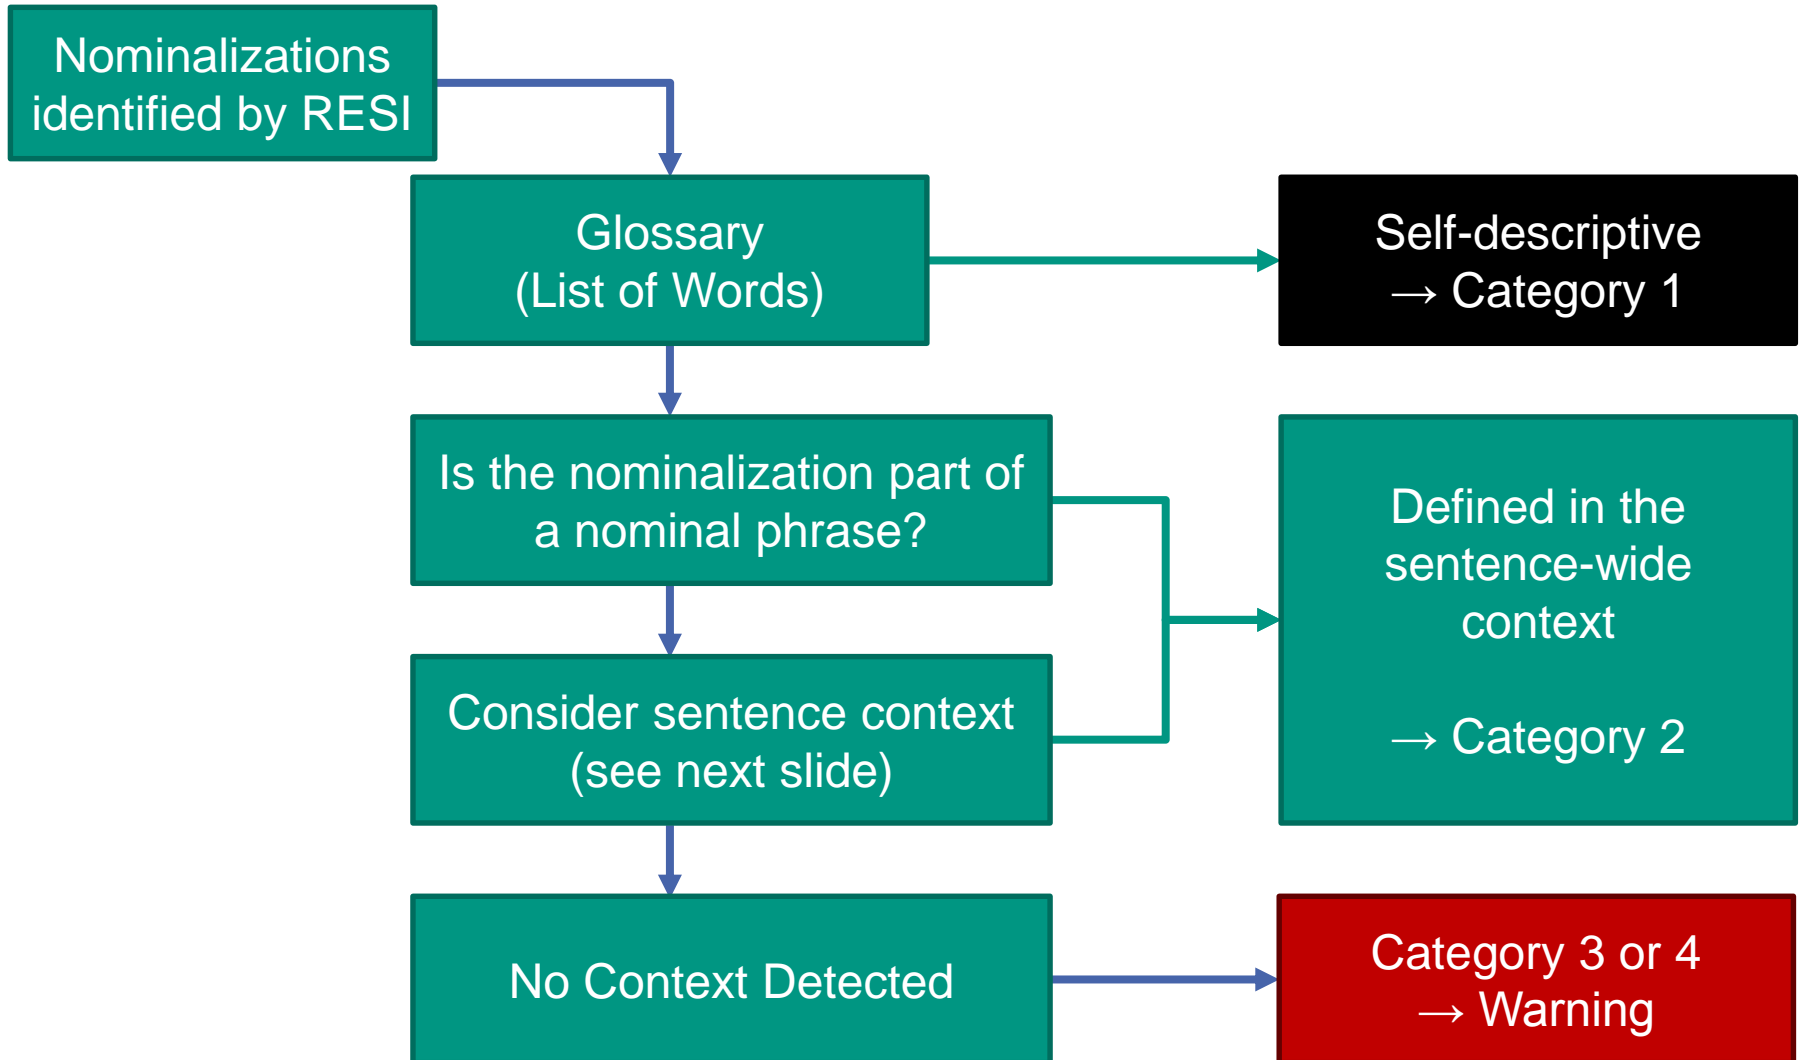 Nominalizations
identified by RESI
Glossary
(List of Words)
Self-descriptive
→ Category 1
Is the nominalization part of
a nominal phrase?
Defined in the
sentence-wide
context
→ Category 2
Consider sentence context
(see next slide)
No Context Detected
Category 3 or 4
→ Warning